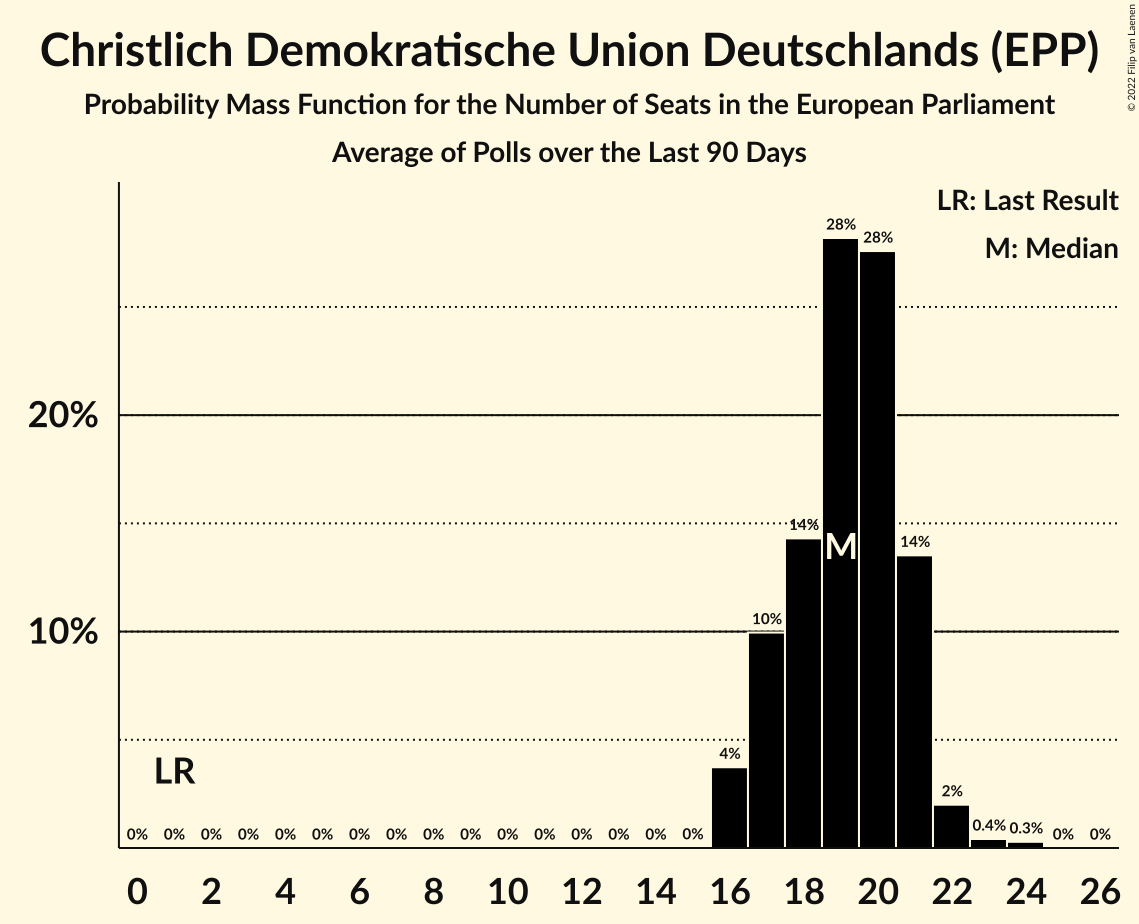 Christlich Demokratische Union Deutschlands (EPP)
Probability Mass Function for the Number of Seats in the European Parliament
Average of Polls over the Last 90 Days
© 2022 Filip van Laenen
LR: Last Result
M: Median
28%
28%
20%
14%
M
14%
10%
10%
4%
LR
2%
0% 0% 0% 0% 0% 0% 0% 0% 0% 0% 0% 0% 0% 0% 0% 0% 0.4% 0.3% 0% 0%
0 2 4 6 8 10 12 14 16 18 20 22 24 26